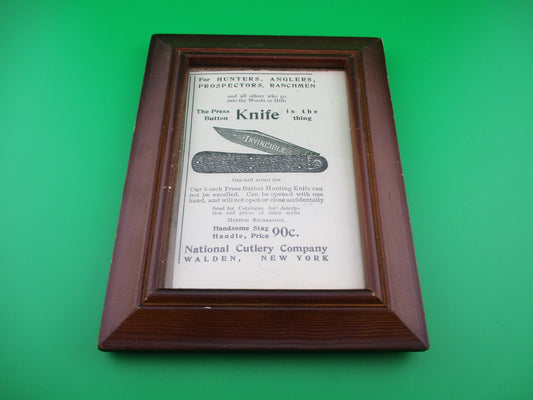 For HUNTERS, ANGLERS,
PROSPECTORS, RANCHMEN
and all others who go
into the Woods or Hills
The Press Button Knife is the thing
INVINCIBLE
One-half actual size
Our 5-inch Press Button Hunting Knife can
not be excelled. Can be opened with one
hand, and will not open or close accidentally
Send for Catalogue for descrip-
tion and prices of other styles
Mention Recreation.
Handsome Stag
Handle, Price 90c.
National Cutlery Company
WALDEN, NEW YORK